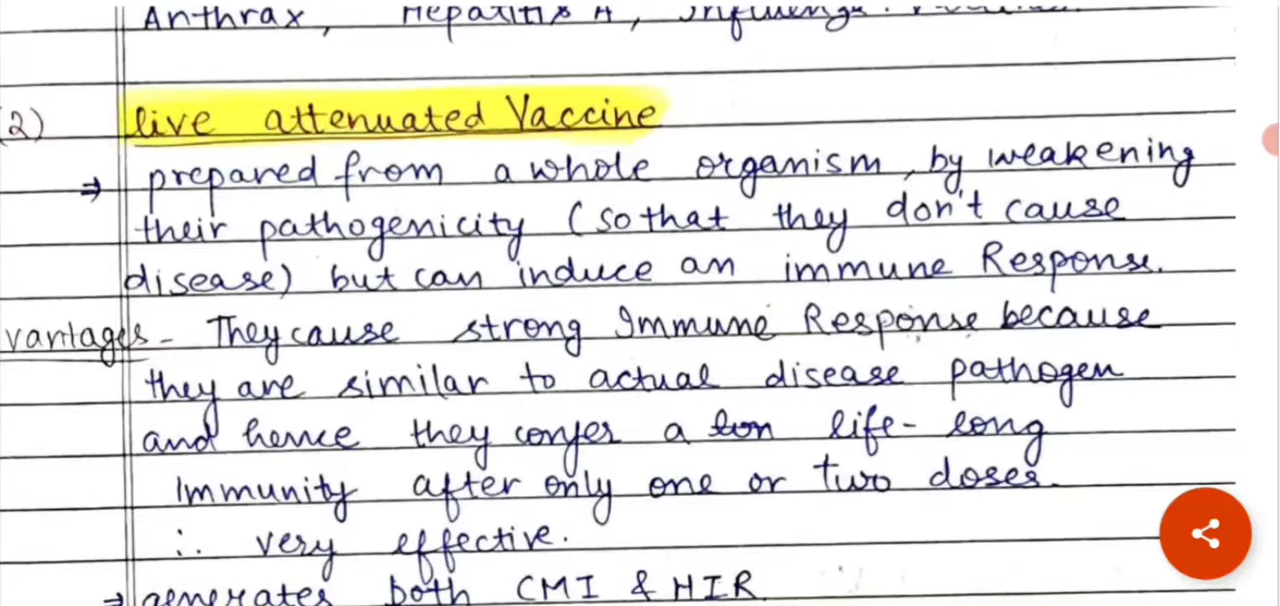 Anthrax, Hepatitis A, Influenza
(2) live attenuated Vaccine
⇒ prepared from a whole organism, by weakening
their pathogenicity (so that they don't cause
disease) but can induce an immune Response.
vantages - They cause strong Immune Response because
they are similar to actual disease pathogen
and hence they confer a lon life-long
Immunity after only one or two doses.
∴ very effective.
⇒ generates both CMI & HIR